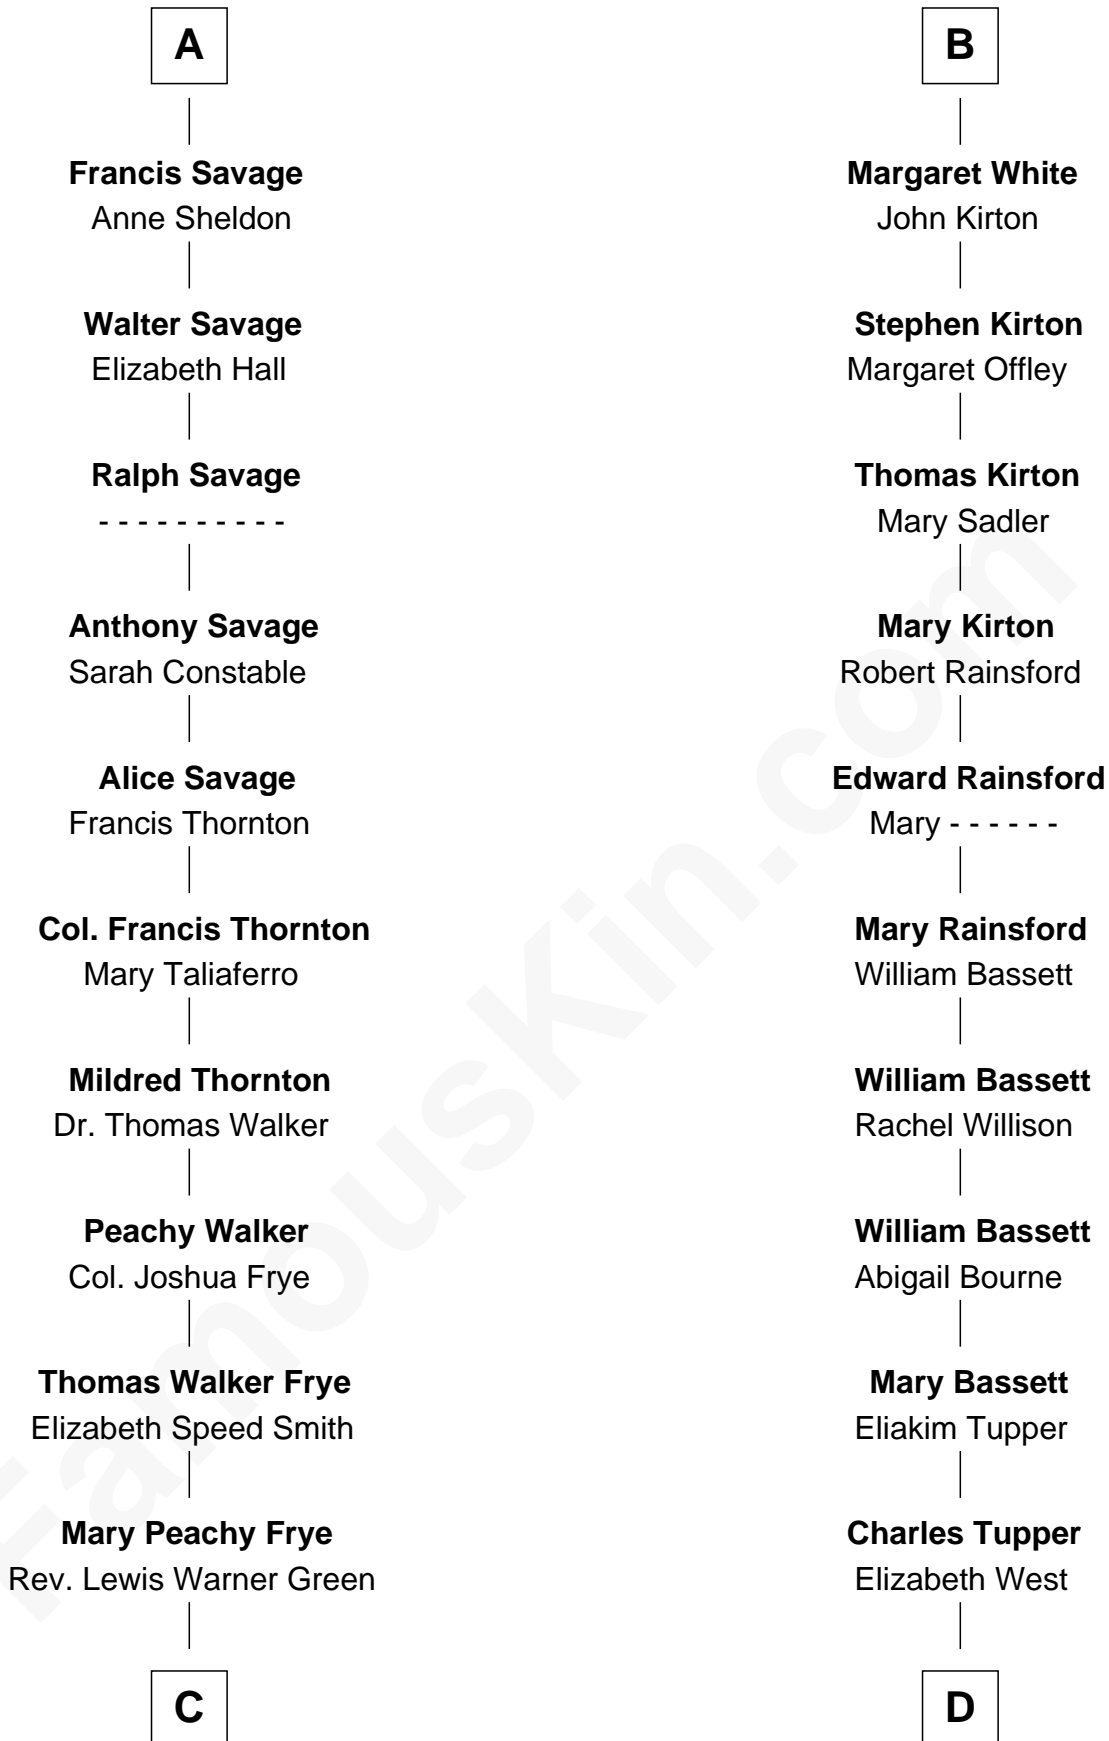 A
Francis Savage
Anne Sheldon
Walter Savage
Elizabeth Hall
Ralph Savage
- - - - - - - - - -
Anthony Savage
Sarah Constable
Alice Savage
Francis Thornton
Col. Francis Thornton
Mary Taliaferro
Mildred Thornton
Dr. Thomas Walker
Peachy Walker
Col. Joshua Frye
Thomas Walker Frye
Elizabeth Speed Smith
Mary Peachy Frye
Rev. Lewis Warner Green
C
B
Margaret White
John Kirton
Stephen Kirton
Margaret Offley
Thomas Kirton
Mary Sadler
Mary Kirton
Robert Rainsford
Edward Rainsford
Mary - - - - - -
Mary Rainsford
William Bassett
William Bassett
Rachel Willison
William Bassett
Abigail Bourne
Mary Bassett
Eliakim Tupper
Charles Tupper
Elizabeth West
D
FamousKin.com